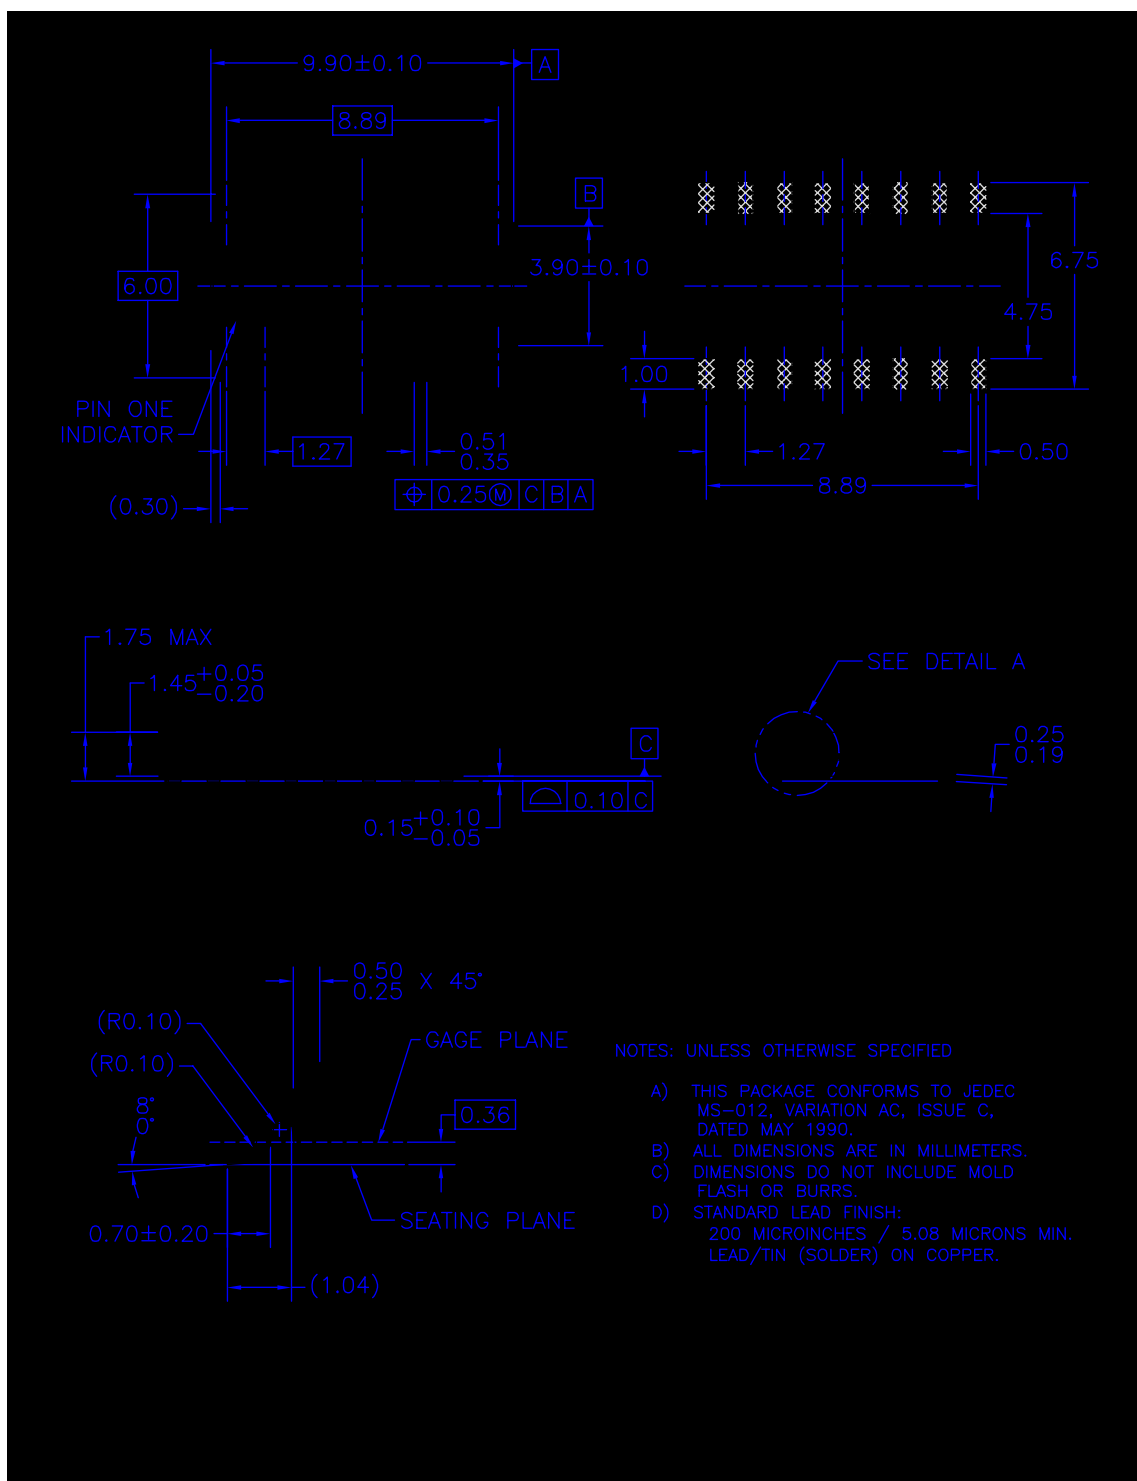 9.90±0.10
A
8.89
B
3.90±0.10
6.00
6.75
4.75
1.00
PIN ONE
INDICATOR
1.27
0.51
0.35
1.27
0.50
8.89
⌖ 0.25Ⓜ C B A
(0.30)
1.75 MAX
1.45+0.05
−0.20
SEE DETAIL A
C
0.25
0.19
⌓ 0.10 C
0.15+0.10
−0.05
0.50
0.25 X 45°
(R0.10)
GAGE PLANE
(R0.10)
8°
0°
0.36
SEATING PLANE
0.70±0.20
(1.04)
NOTES: UNLESS OTHERWISE SPECIFIED
A) THIS PACKAGE CONFORMS TO JEDEC
MS−012, VARIATION AC, ISSUE C,
DATED MAY 1990.
B) ALL DIMENSIONS ARE IN MILLIMETERS.
C) DIMENSIONS DO NOT INCLUDE MOLD
FLASH OR BURRS.
D) STANDARD LEAD FINISH:
200 MICROINCHES / 5.08 MICRONS MIN.
LEAD/TIN (SOLDER) ON COPPER.